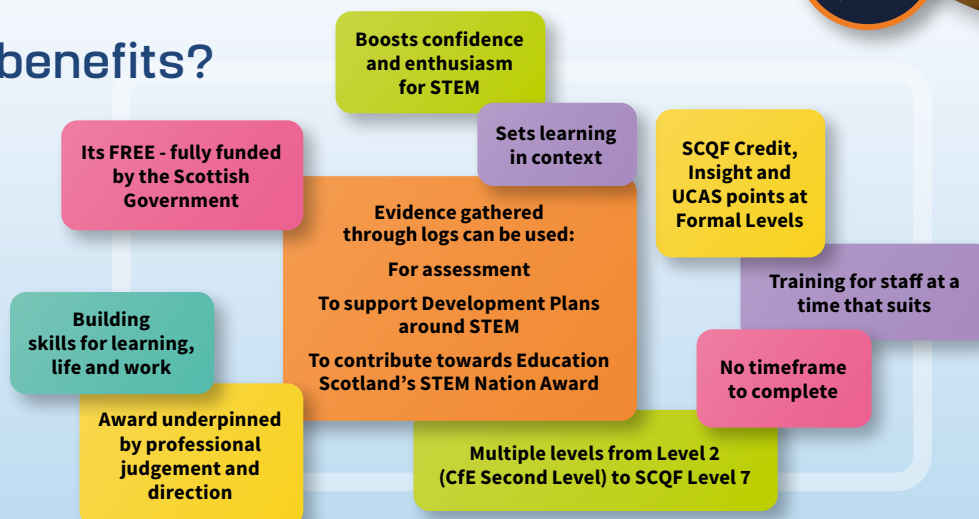 benefits?
Boosts confidence
and enthusiasm
for STEM
Its FREE - fully funded
by the Scottish
Government
Sets learning
in context
SCQF Credit,
Insight and
UCAS points at
Formal Levels
Evidence gathered
through logs can be used:
For assessment
To support Development Plans
around STEM
To contribute towards Education
Scotland's STEM Nation Award
Training for staff at a
time that suits
Building
skills for learning,
life and work
No timeframe
to complete
Award underpinned
by professional
judgement and
direction
Multiple levels from Level 2
(CfE Second Level) to SCQF Level 7